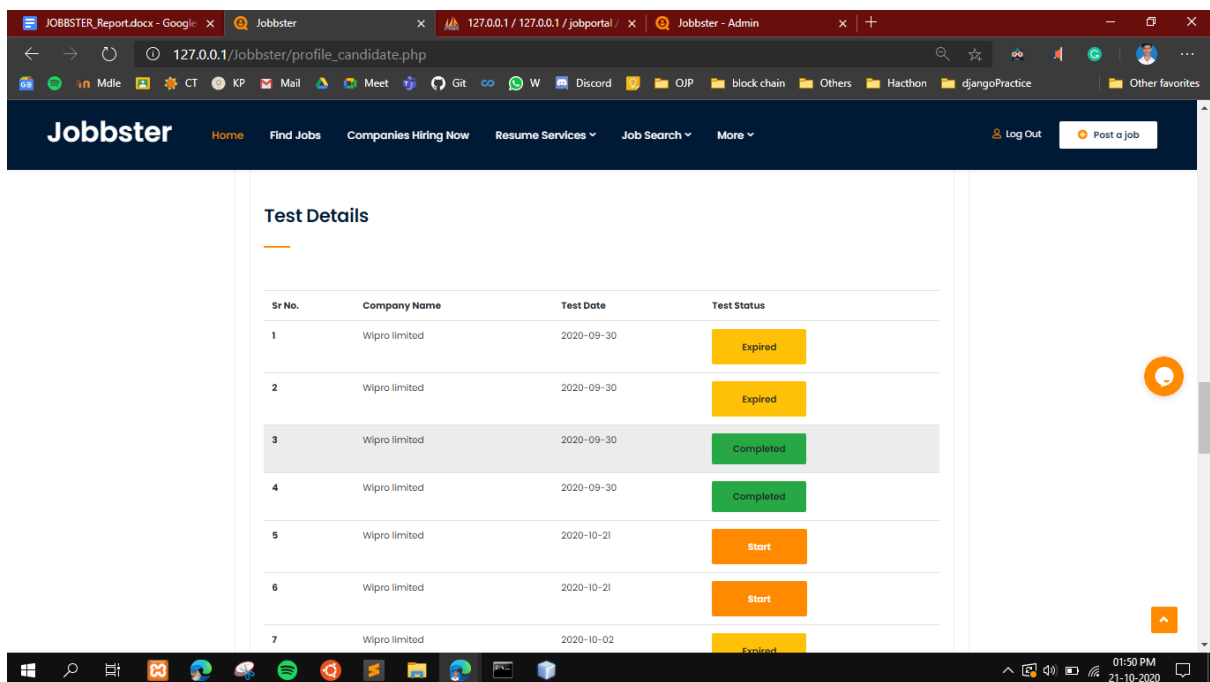 JOBBSTER_Report.docx - Google Jobbster 127.0.0.1 / 127.0.0.1 / jobportal / Jobbster - Admin
127.0.0.1/Jobbster/profile_candidate.php
GE Mdle CT KP Mail Meet Git W Discord OJP block chain Others Hacthon djangoPractice Other favorites
Jobbster Home Find Jobs Companies Hiring Now Resume Services Job Search More Log Out Post a job
Test Details
Sr No. Company Name Test Date Test Status
1 Wipro limited 2020-09-30 Expired
2 Wipro limited 2020-09-30 Expired
3 Wipro limited 2020-09-30 Completed
4 Wipro limited 2020-09-30 Completed
5 Wipro limited 2020-10-21 Start
6 Wipro limited 2020-10-21 Start
7 Wipro limited 2020-10-02 Expired
01:50 PM
21-10-2020